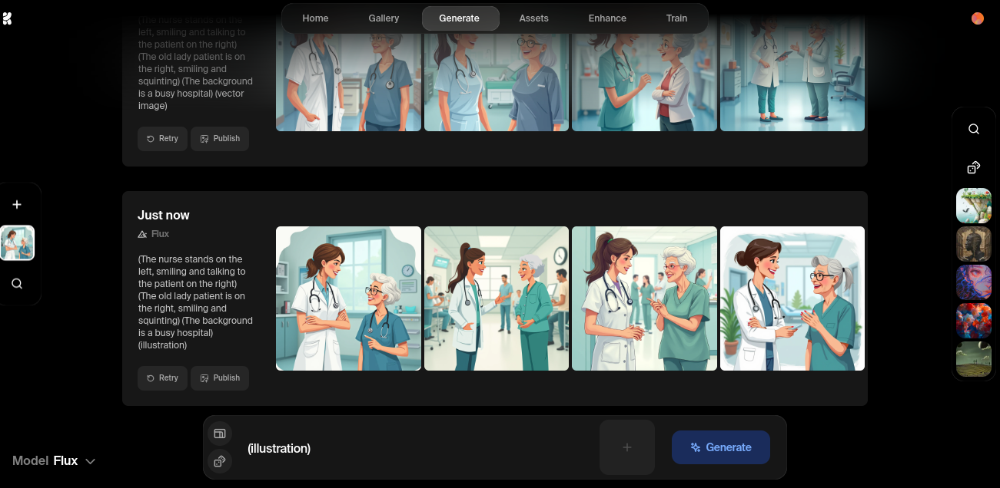 Home Gallery Generate Assets Enhance Train
(The nurse stands on the
left, smiling and talking to
the patient on the right)
(The old lady patient is on
the right, smiling and
squinting) (The background
is a busy hospital) (vector
image)
Retry Publish
Just now
Flux
(The nurse stands on the
left, smiling and talking to
the patient on the right)
(The old lady patient is on
the right, smiling and
squinting) (The background
is a busy hospital)
(illustration)
Retry Publish
(illustration)
Generate
Model Flux